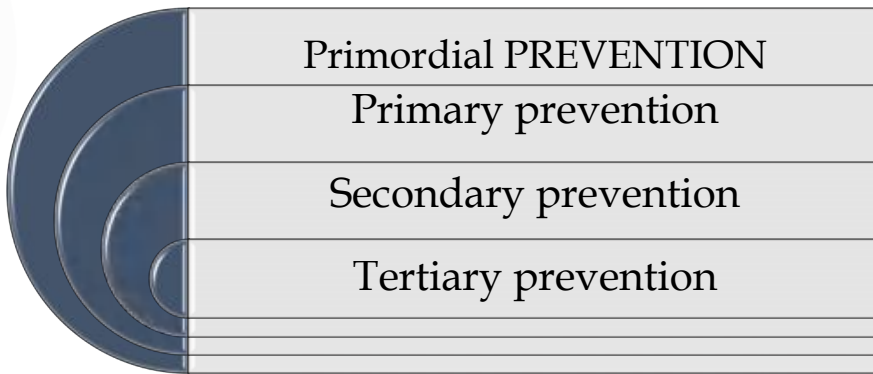 Primordial PREVENTION
Primary prevention
Secondary prevention
Tertiary prevention